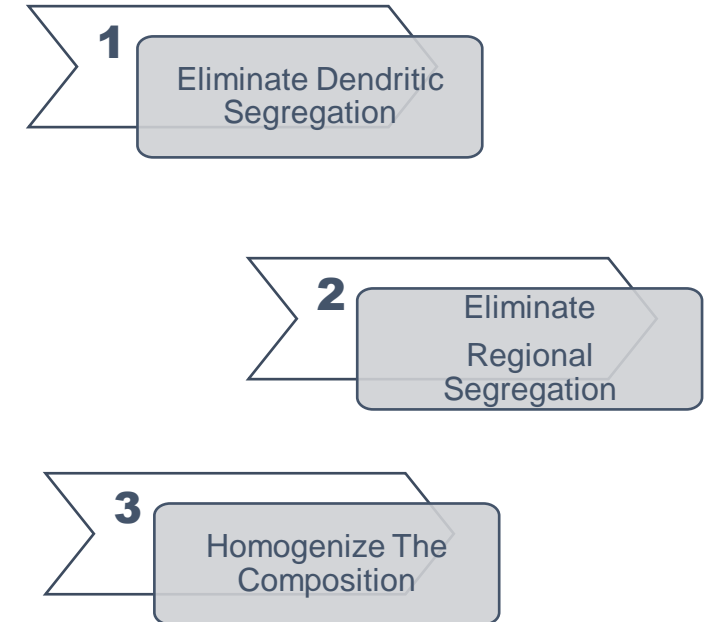 1
Eliminate Dendritic
Segregation
2
Eliminate
Regional
Segregation
3
Homogenize The
Composition